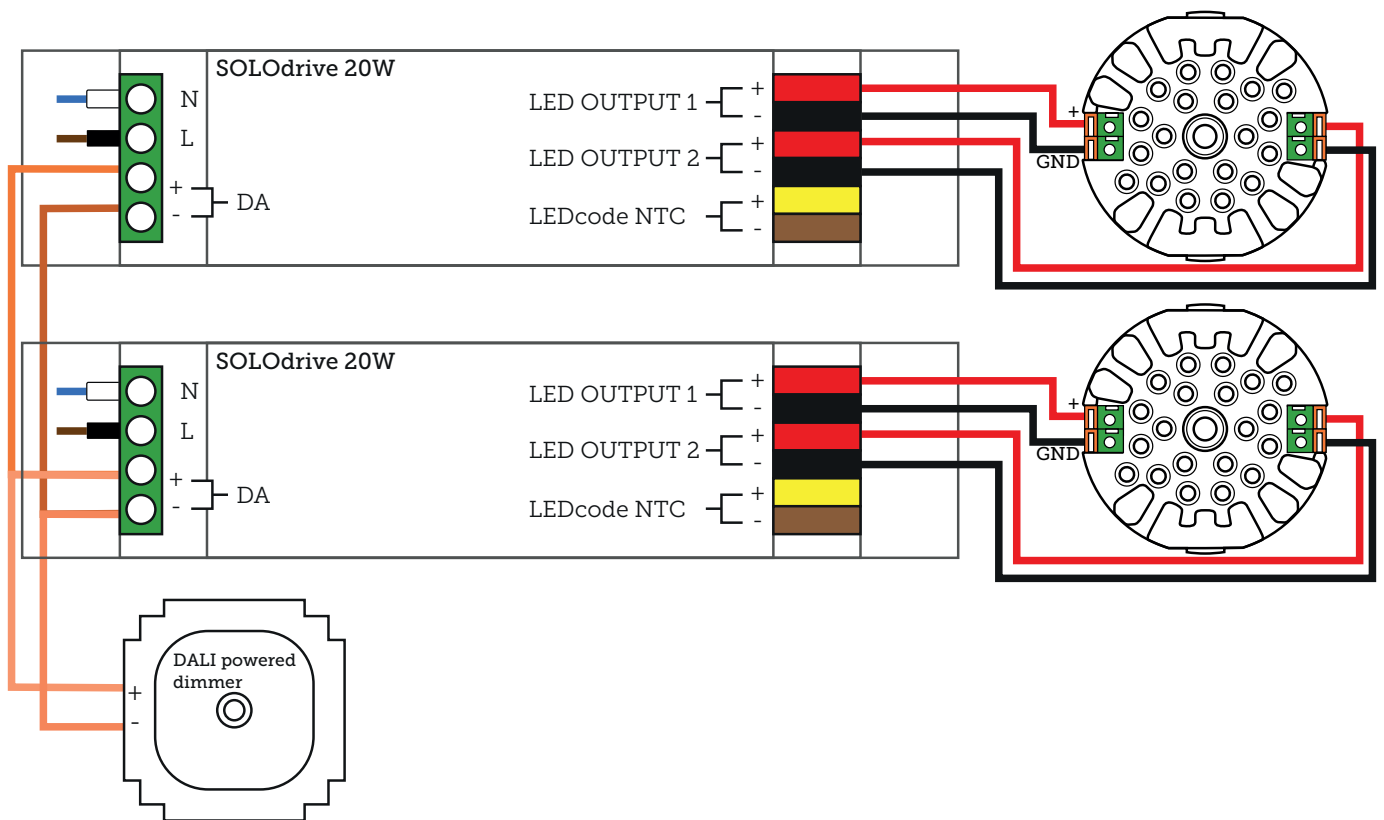 SOLOdrive 20W
N
L
+
-
DA
LED OUTPUT 1
+
-
LED OUTPUT 2
+
-
LEDcode NTC
+
-
+
GND
SOLOdrive 20W
N
L
+
-
DA
LED OUTPUT 1
+
-
LED OUTPUT 2
+
-
LEDcode NTC
+
-
+
GND
DALI powered
dimmer
+
-